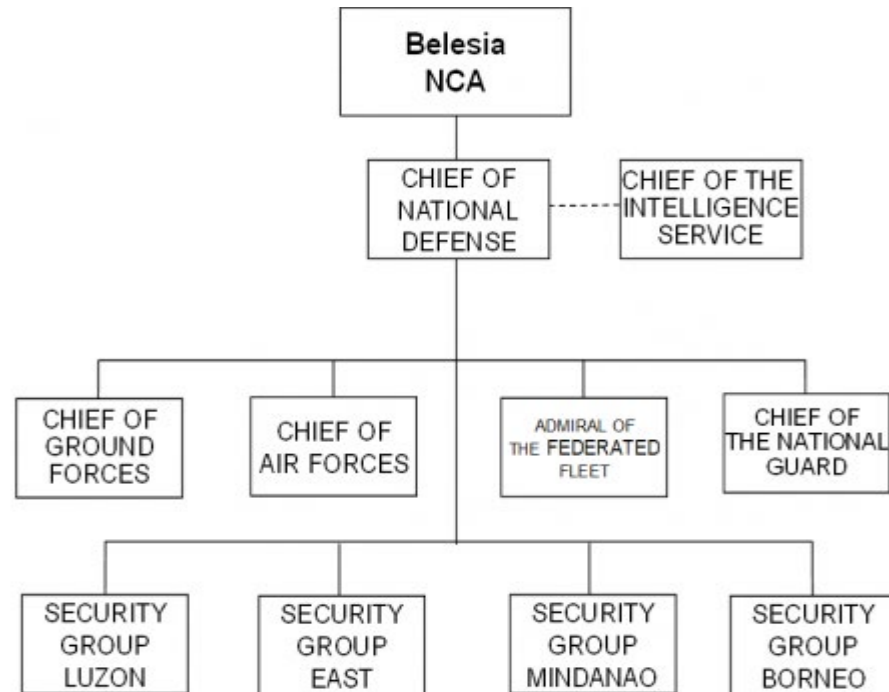 Belesia
NCA
CHIEF OF
NATIONAL
DEFENSE
CHIEF OF THE
INTELLIGENCE
SERVICE
CHIEF OF
GROUND
FORCES
CHIEF OF
AIR FORCES
ADMIRAL OF
THE FEDERATED
FLEET
CHIEF OF
THE NATIONAL
GUARD
SECURITY
GROUP
LUZON
SECURITY
GROUP
EAST
SECURITY
GROUP
MINDANAO
SECURITY
GROUP
BORNEO